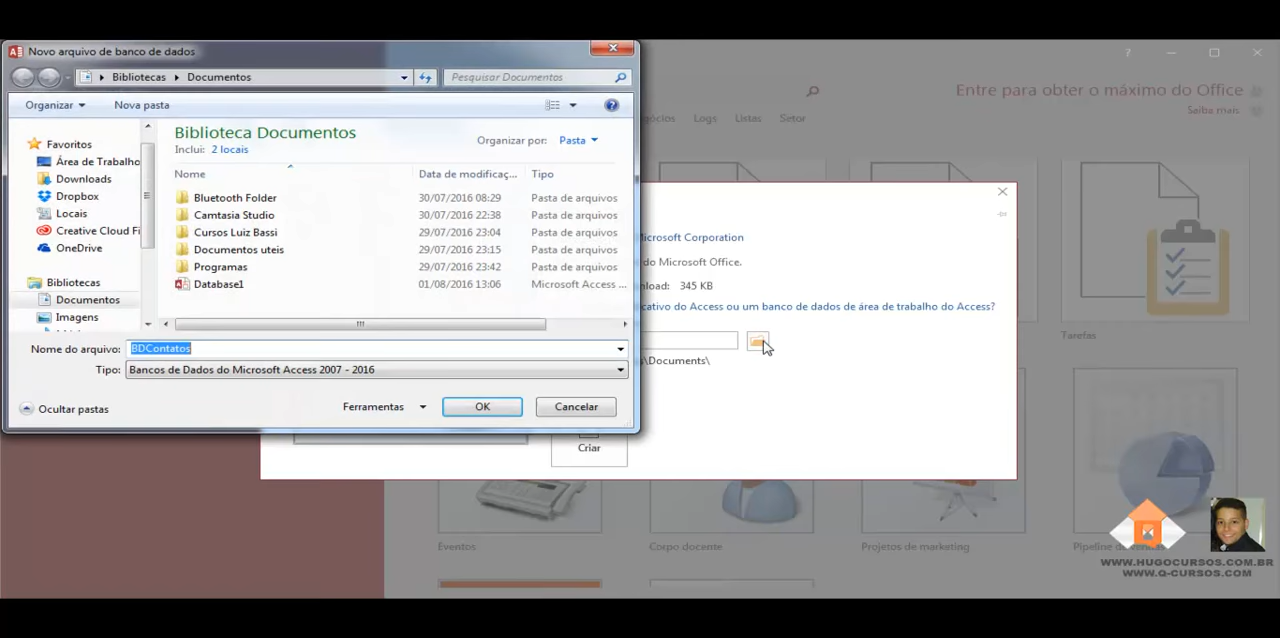 Novo arquivo de banco de dados
Bibliotecas
Documentos
Pesquisar Documentos
Organizar
Nova pasta
Favoritos
Área de Trabalho
Downloads
Dropbox
Locais
Creative Cloud Fi
OneDrive
Bibliotecas
Documentos
Imagens
Biblioteca Documentos
Inclui: 2 locais
Organizar por: Pasta
Nome Data de modificaç... Tipo
Bluetooth Folder 30/07/2016 08:29 Pasta de arquivos
Camtasia Studio 30/07/2016 22:38 Pasta de arquivos
Cursos Luiz Bassi 29/07/2016 23:04 Pasta de arquivos
Documentos uteis 29/07/2016 23:15 Pasta de arquivos
Programas 29/07/2016 23:42 Pasta de arquivos
Database1 01/08/2016 13:06 Microsoft Access ...
Nome do arquivo: BDContatos
Tipo: Bancos de Dados do Microsoft Access 2007 - 2016
Ocultar pastas
Ferramentas
OK
Cancelar
Entre para obter o máximo do Office
Saiba mais
Logs Listas Setor
icrosoft Corporation
do Microsoft Office.
nload: 345 KB
cativo do Access ou um banco de dados de área de trabalho do Access?
\Documents\
Criar
Tarefas
Eventos
Corpo docente
Projetos de marketing
WWW.HUGOCURSOS.COM.BR
WWW.Q-CURSOS.COM